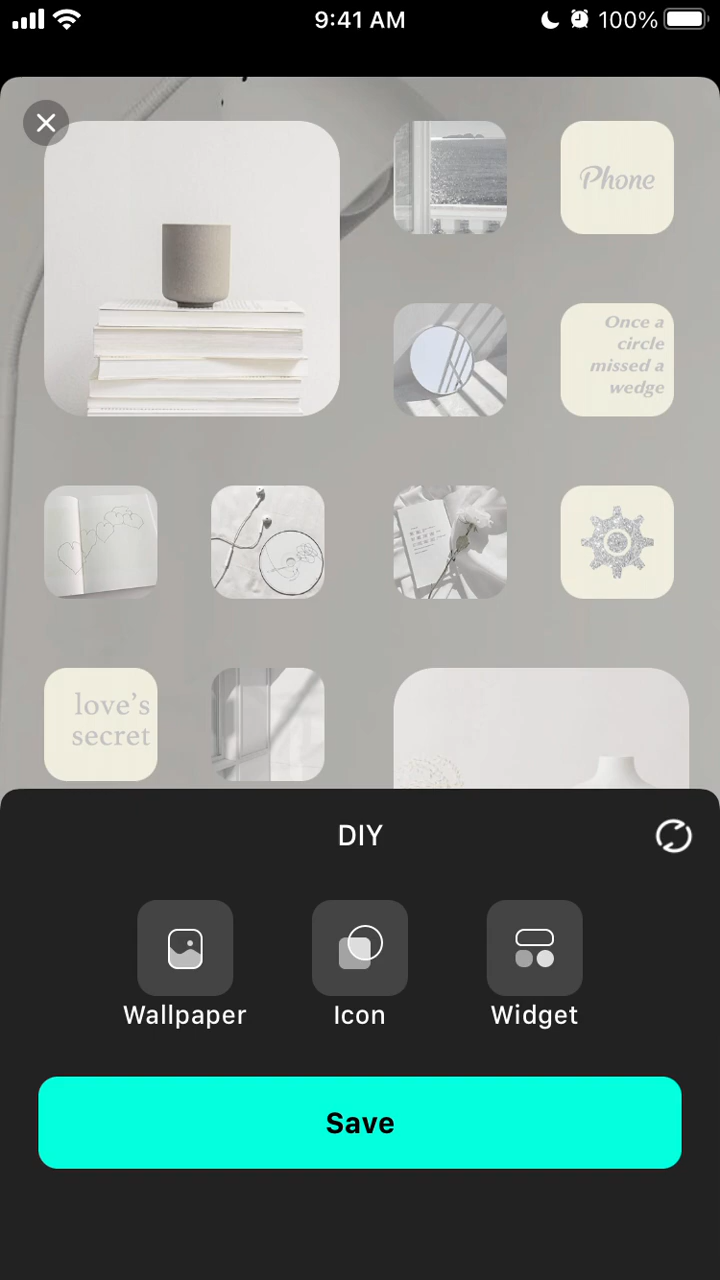 9:41 AM
100%
Phone
Once a
circle
missed a
wedge
love's
secret
DIY
Wallpaper
Icon
Widget
Save